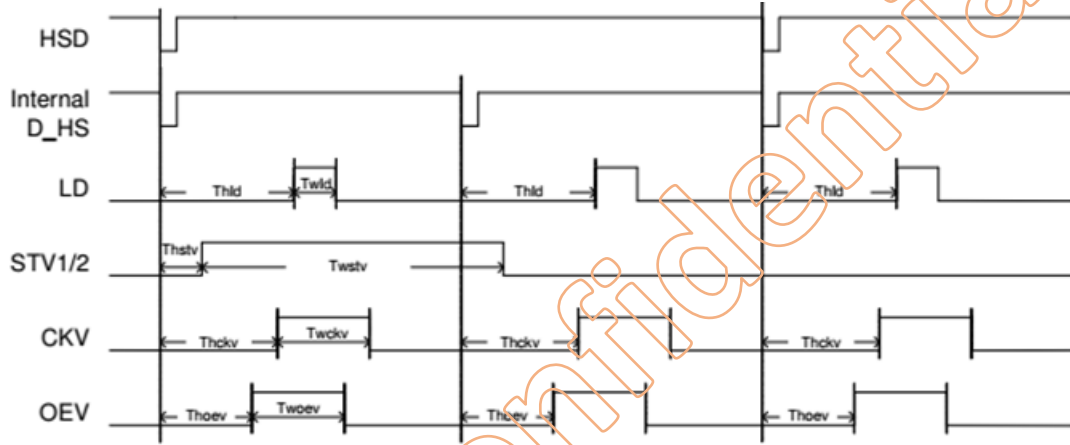 HSD
Internal
D_HS
LD
Thld
Twld
Thld
Thld
STV1/2
Thstv
Twstv
CKV
Thckv
Twckv
Thckv
Thckv
OEV
Thoev
Twoev
Thoev
Thoev
onfidentia